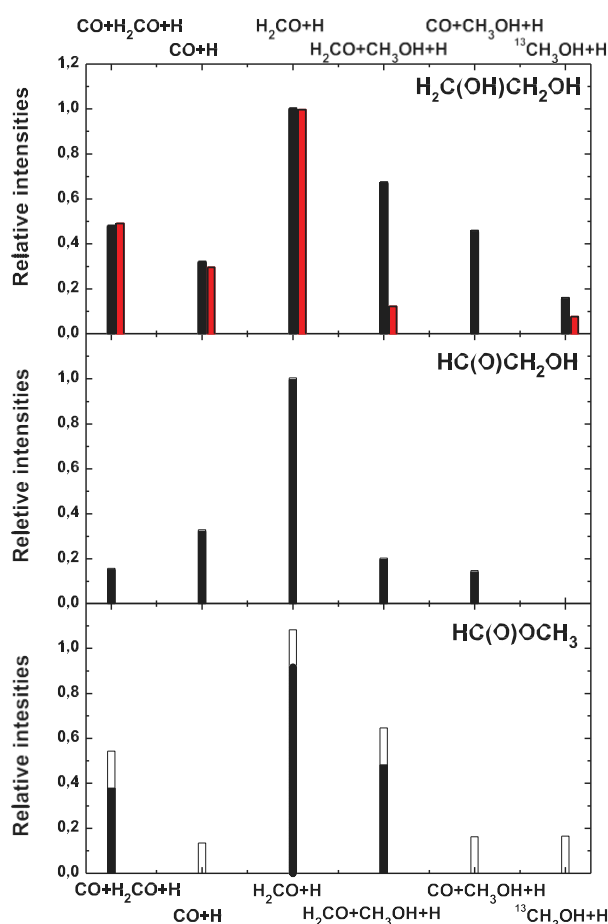 CO+H₂CO+H H₂CO+H CO+CH₃OH+H
CO+H H₂CO+CH₃OH+H ¹³CH₃OH+H
1,2
H₂C(OH)CH₂OH
1,0
0,8
0,6
0,4
0,2
0,0
Relative intensities
HC(O)CH₂OH
1,0
0,8
0,6
0,4
0,2
0,0
Reletive intensities
HC(O)OCH₃
1,0
0,8
0,6
0,4
0,2
0,0
Relative intesities
CO+H₂CO+H H₂CO+H CO+CH₃OH+H
CO+H H₂CO+CH₃OH+H ¹³CH₃OH+H